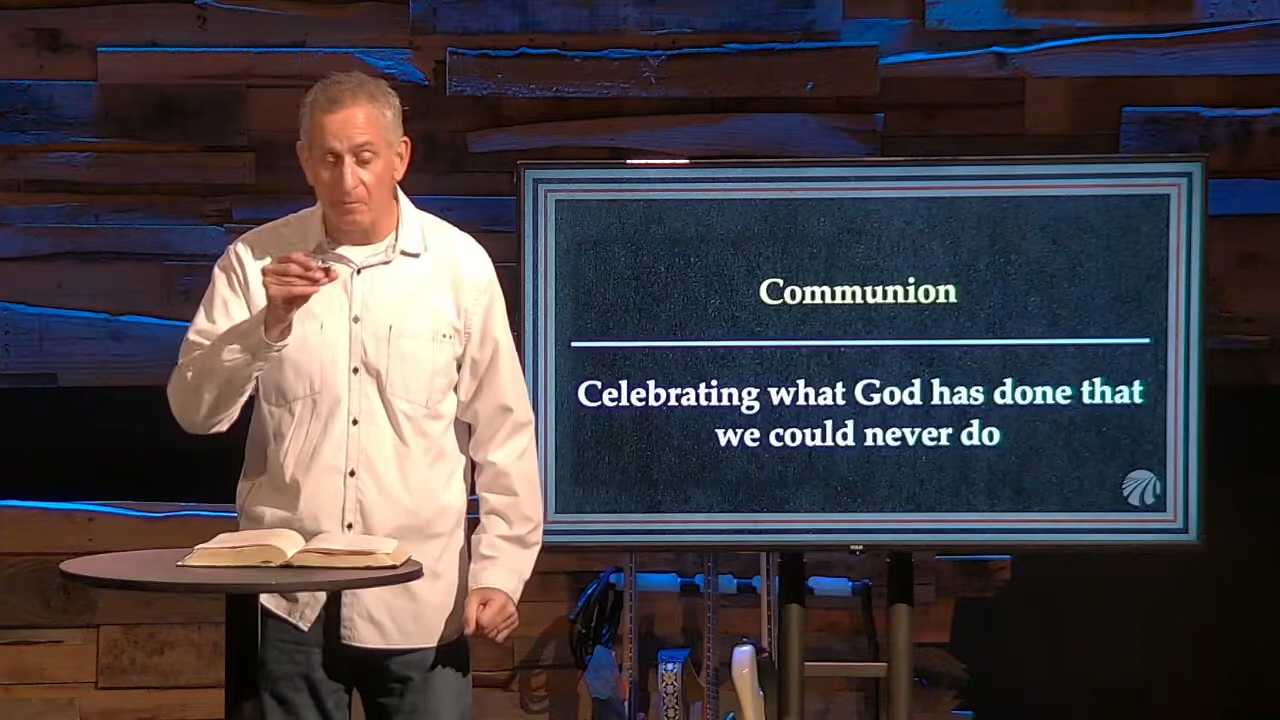 Communion
Celebrating what God has done that
we could never do